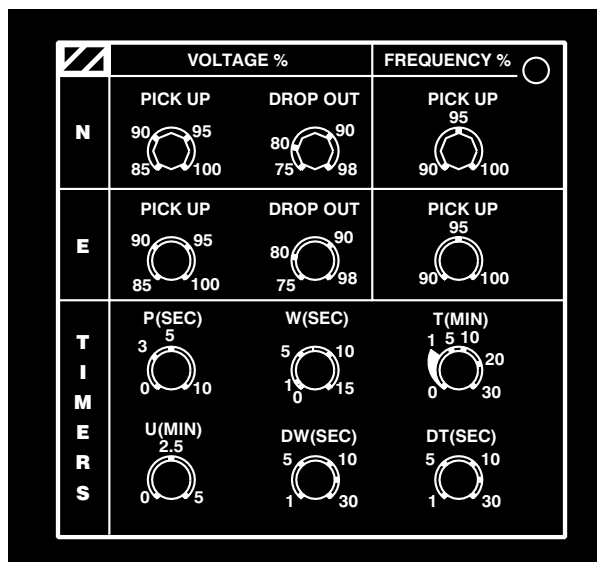 VOLTAGE % FREQUENCY %
N
PICK UP DROP OUT PICK UP
90 95 80 90 95
85 100 75 98 90 100
E
PICK UP DROP OUT PICK UP
90 95 80 90 95
85 100 75 98 90 100
TIMERS
P(SEC) W(SEC) T(MIN)
3 5 5 10 1 5 10 20
0 10 1 0 15 0 30
U(MIN) DW(SEC) DT(SEC)
2.5 5 10 5 10
0 5 1 30 1 30